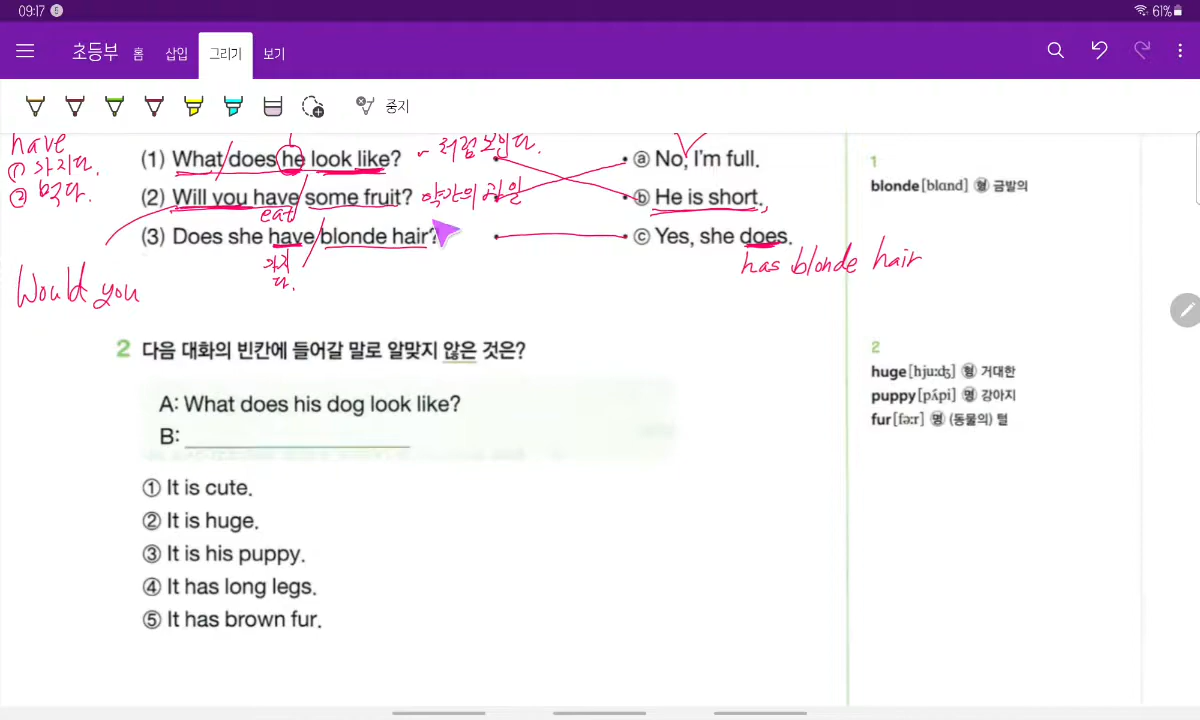 09:17
61%
초등부 홈 삽입 그리기 보기
중지
have
① 가지다.
② 먹다.
(1) What does he look like? 처럼 보인다.
(2) Will you have some fruit? 약간의 과일
eat
(3) Does she have blonde hair?
가지
다.
Would you
ⓐ No, I'm full.
ⓑ He is short.
ⓒ Yes, she does.
has blonde hair
1
blonde [blɑnd] 형 금발의
2 다음 대화의 빈칸에 들어갈 말로 알맞지 않은 것은?
A: What does his dog look like?
B:
① It is cute.
② It is huge.
③ It is his puppy.
④ It has long legs.
⑤ It has brown fur.
2
huge [hju:dʒ] 형 거대한
puppy [pʌ́pi] 명 강아지
fur [fə:r] 명 (동물의) 털